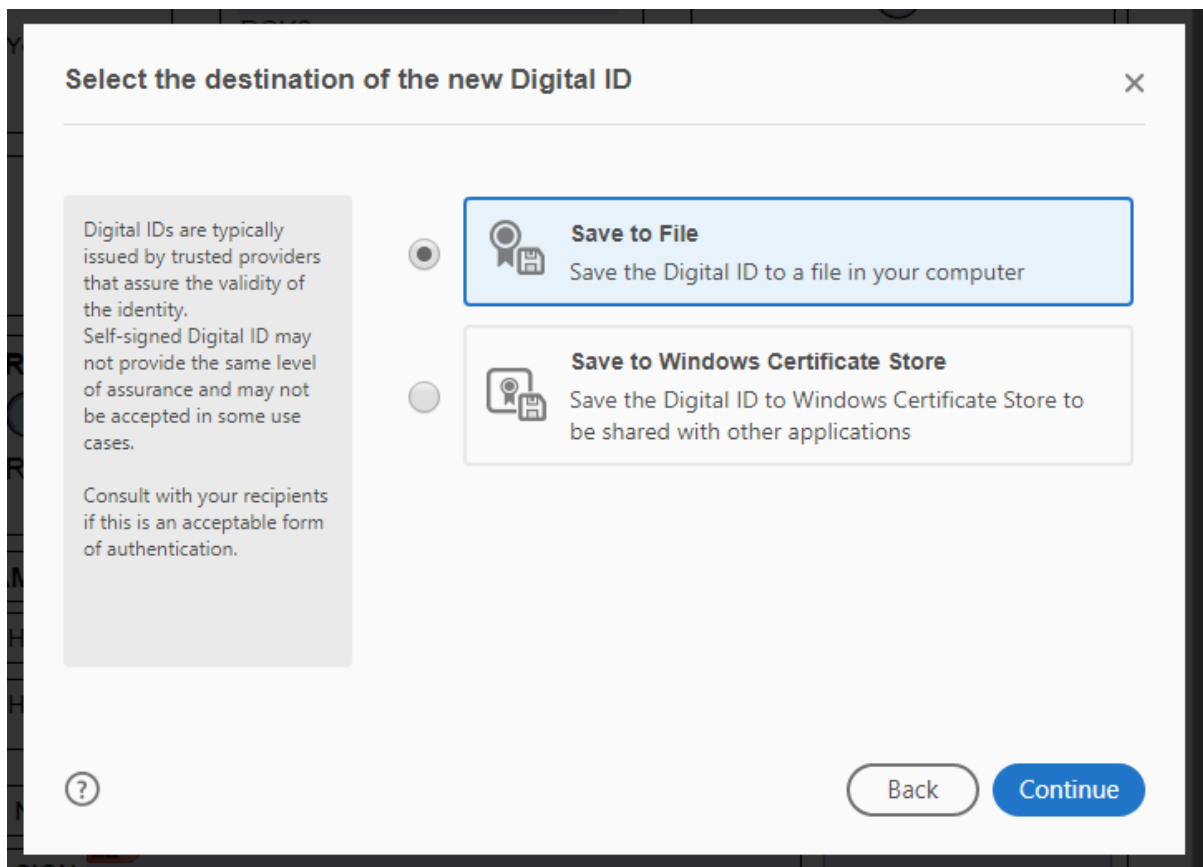 Select the destination of the new Digital ID
Digital IDs are typically
issued by trusted providers
that assure the validity of
the identity.
Self-signed Digital ID may
not provide the same level
of assurance and may not
be accepted in some use
cases.
Consult with your recipients
if this is an acceptable form
of authentication.
Save to File
Save the Digital ID to a file in your computer
Save to Windows Certificate Store
Save the Digital ID to Windows Certificate Store to
be shared with other applications
?
Back
Continue